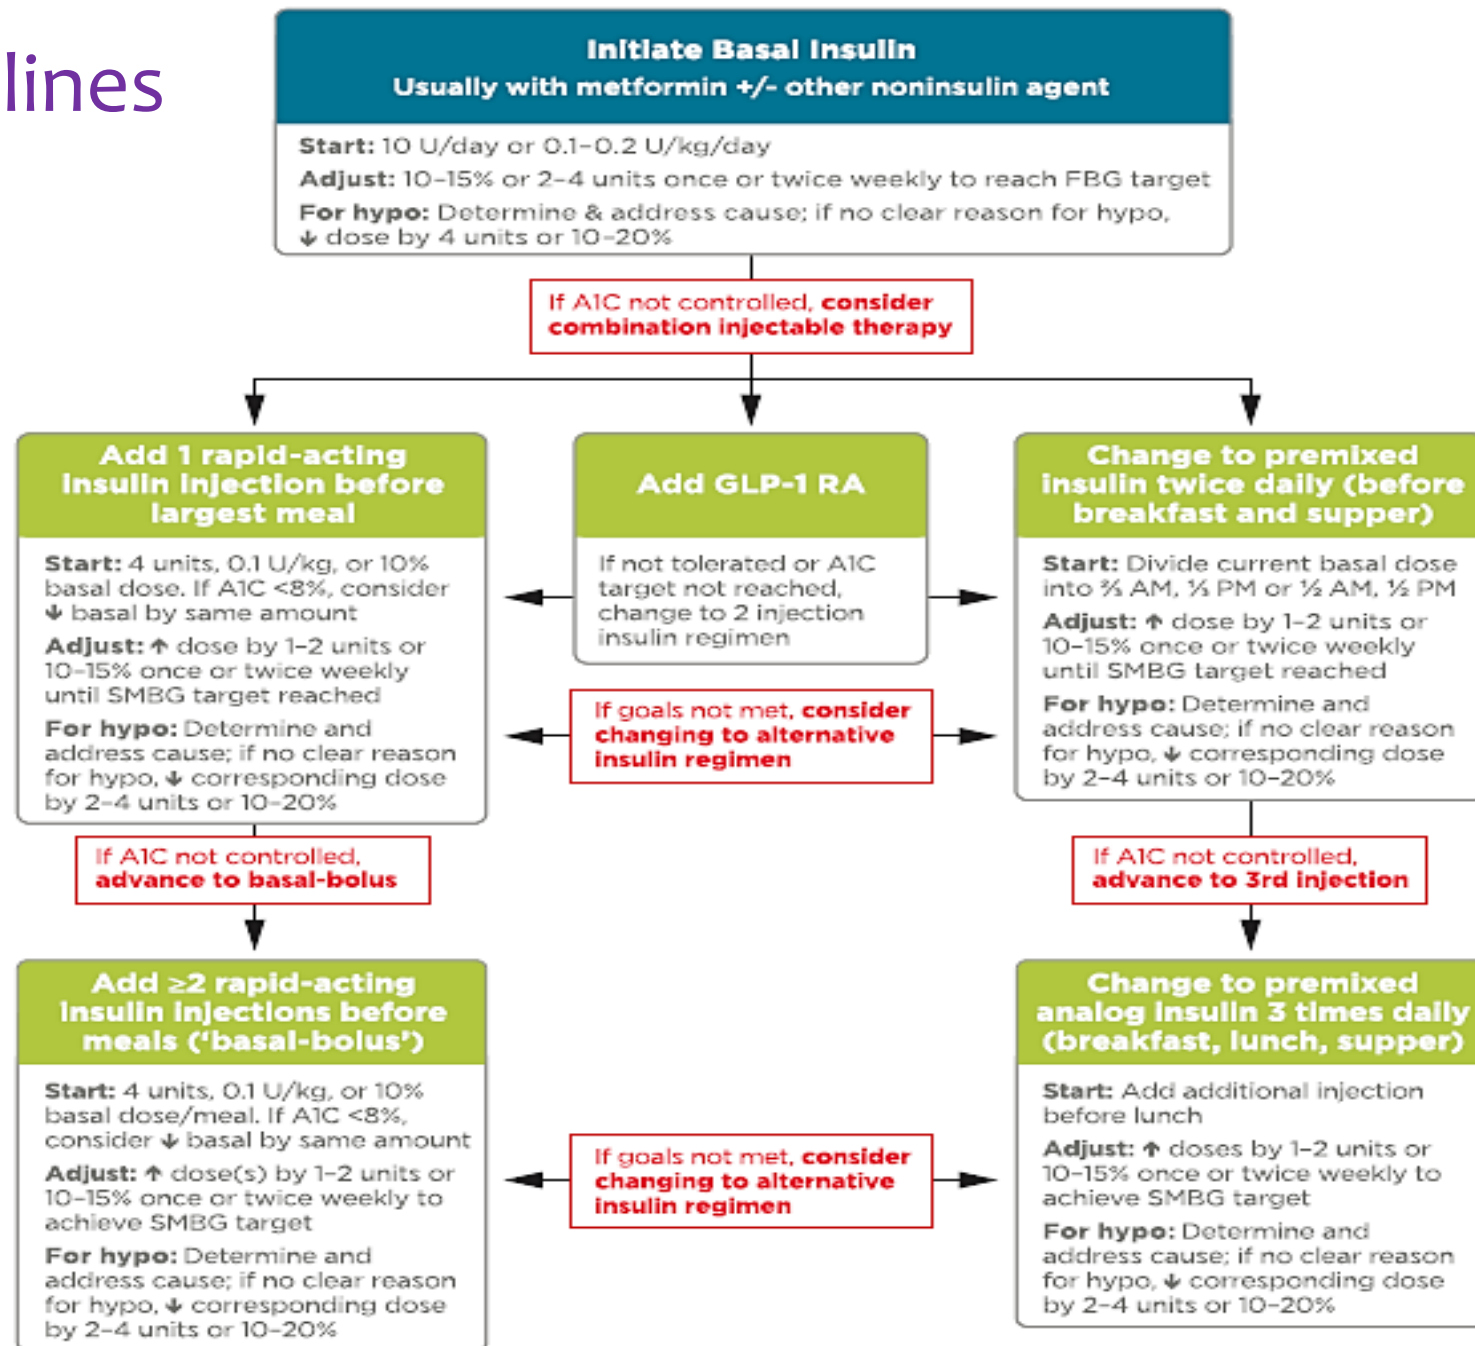 lines
Initiate Basal Insulin
Usually with metformin +/- other noninsulin agent
Start: 10 U/day or 0.1–0.2 U/kg/day
Adjust: 10–15% or 2–4 units once or twice weekly to reach FBG target
For hypo: Determine & address cause; if no clear reason for hypo,
↓ dose by 4 units or 10–20%
If A1C not controlled, consider
combination injectable therapy
Add 1 rapid-acting
insulin injection before
largest meal
Start: 4 units, 0.1 U/kg, or 10%
basal dose. If A1C <8%, consider
↓ basal by same amount
Adjust: ↑ dose by 1–2 units or
10–15% once or twice weekly
until SMBG target reached
For hypo: Determine and
address cause; if no clear reason
for hypo, ↓ corresponding dose
by 2–4 units or 10–20%
Add GLP-1 RA
If not tolerated or A1C
target not reached,
change to 2 injection
insulin regimen
Change to premixed
insulin twice daily (before
breakfast and supper)
Start: Divide current basal dose
into ⅔ AM, ⅓ PM or ½ AM, ½ PM
Adjust: ↑ dose by 1–2 units or
10–15% once or twice weekly
until SMBG target reached
For hypo: Determine and
address cause; if no clear reason
for hypo, ↓ corresponding dose
by 2–4 units or 10–20%
If goals not met, consider
changing to alternative
insulin regimen
If A1C not controlled,
advance to basal-bolus
If A1C not controlled,
advance to 3rd injection
Add ≥2 rapid-acting
insulin injections before
meals (‘basal-bolus’)
Start: 4 units, 0.1 U/kg, or 10%
basal dose/meal. If A1C <8%,
consider ↓ basal by same amount
Adjust: ↑ dose(s) by 1–2 units or
10–15% once or twice weekly to
achieve SMBG target
For hypo: Determine and
address cause; if no clear reason
for hypo, ↓ corresponding dose
by 2–4 units or 10–20%
If goals not met, consider
changing to alternative
insulin regimen
Change to premixed
analog insulin 3 times daily
(breakfast, lunch, supper)
Start: Add additional injection
before lunch
Adjust: ↑ doses by 1–2 units or
10–15% once or twice weekly to
achieve SMBG target
For hypo: Determine and
address cause; if no clear reason
for hypo, ↓ corresponding dose
by 2–4 units or 10–20%